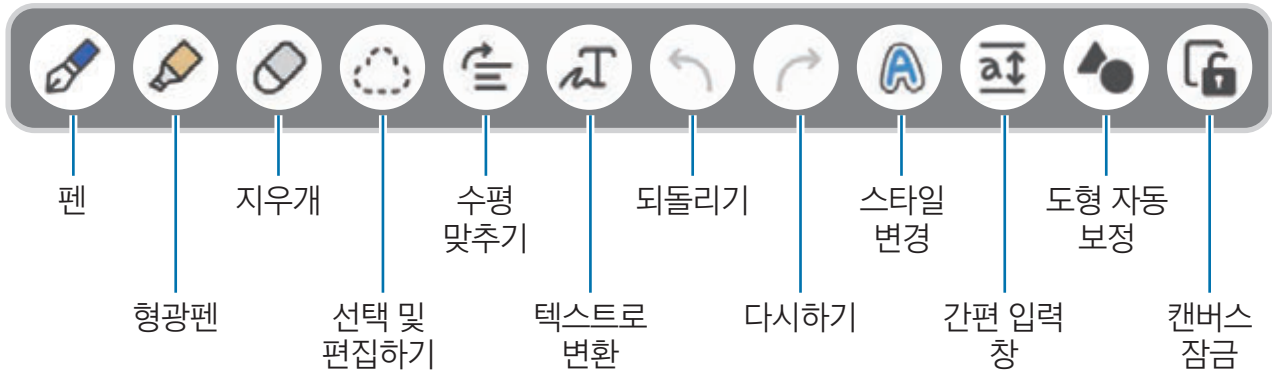 펜
지우개
수평
맞추기
되돌리기
스타일
변경
도형 자동
보정
형광펜
선택 및
편집하기
텍스트로
변환
다시하기
간편 입력
창
캔버스
잠금